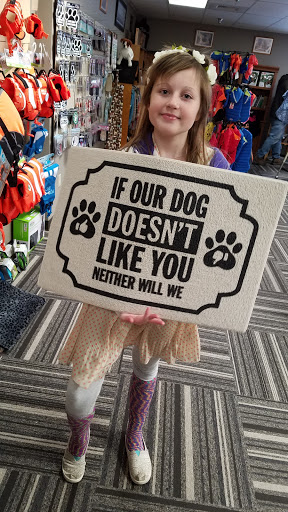 IF OUR DOG
DOESN'T
LIKE YOU
NEITHER WILL WE